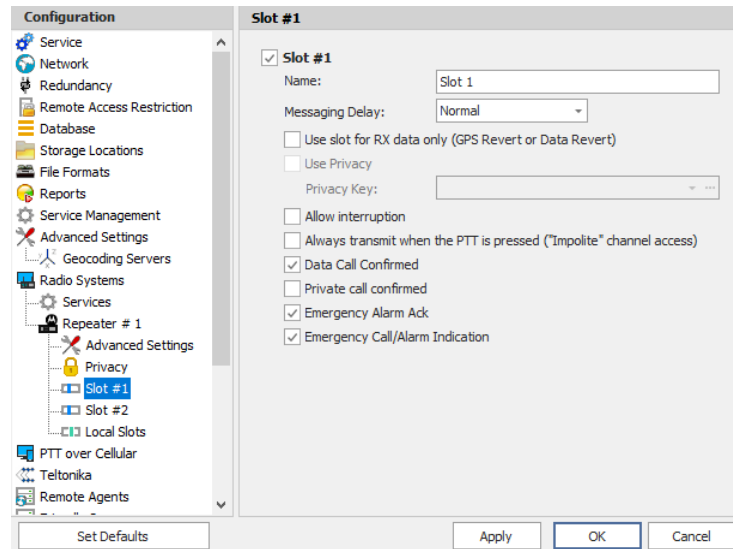 Configuration
Service
Network
Redundancy
Remote Access Restriction
Database
Storage Locations
File Formats
Reports
Service Management
Advanced Settings
Geocoding Servers
Radio Systems
Services
Repeater # 1
Advanced Settings
Privacy
Slot #1
Slot #2
Local Slots
PTT over Cellular
Teltonika
Remote Agents
Set Defaults
Slot #1
Slot #1
Name: Slot 1
Messaging Delay: Normal
Use slot for RX data only (GPS Revert or Data Revert)
Use Privacy
Privacy Key:
Allow interruption
Always transmit when the PTT is pressed ("Impolite" channel access)
Data Call Confirmed
Private call confirmed
Emergency Alarm Ack
Emergency Call/Alarm Indication
Apply OK Cancel